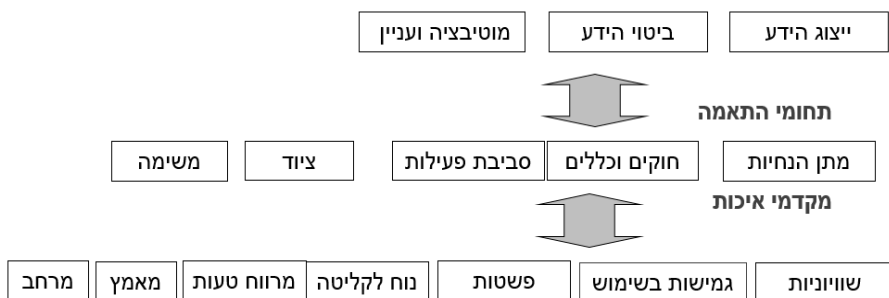 ייצוג הידע ביטוי הידע מוטיבציה ועניין
תחומי התאמה
מתן הנחיות חוקים וכללים סביבת פעילות ציוד משימה
מקדמי איכות
שוויוניות גמישות בשימוש פשטות נוח לקליטה מרווח טעות מאמץ מרחב